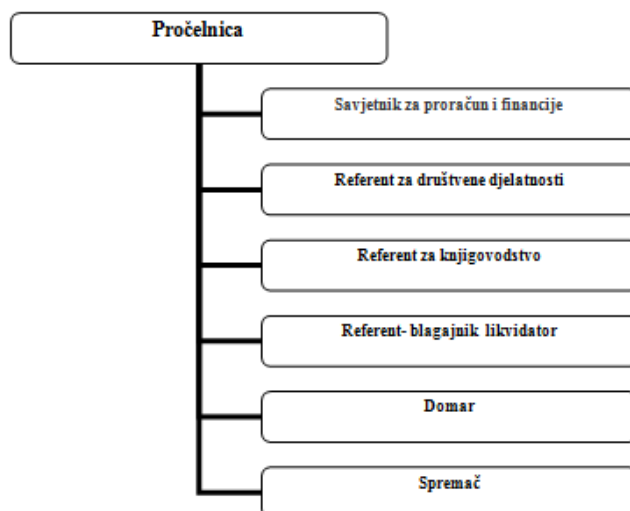 Pročelnica
Savjetnik za proračun i financije
Referent za društvene djelatnosti
Referent za knjigovodstvo
Referent- blagajnik likvidator
Domar
Spremač